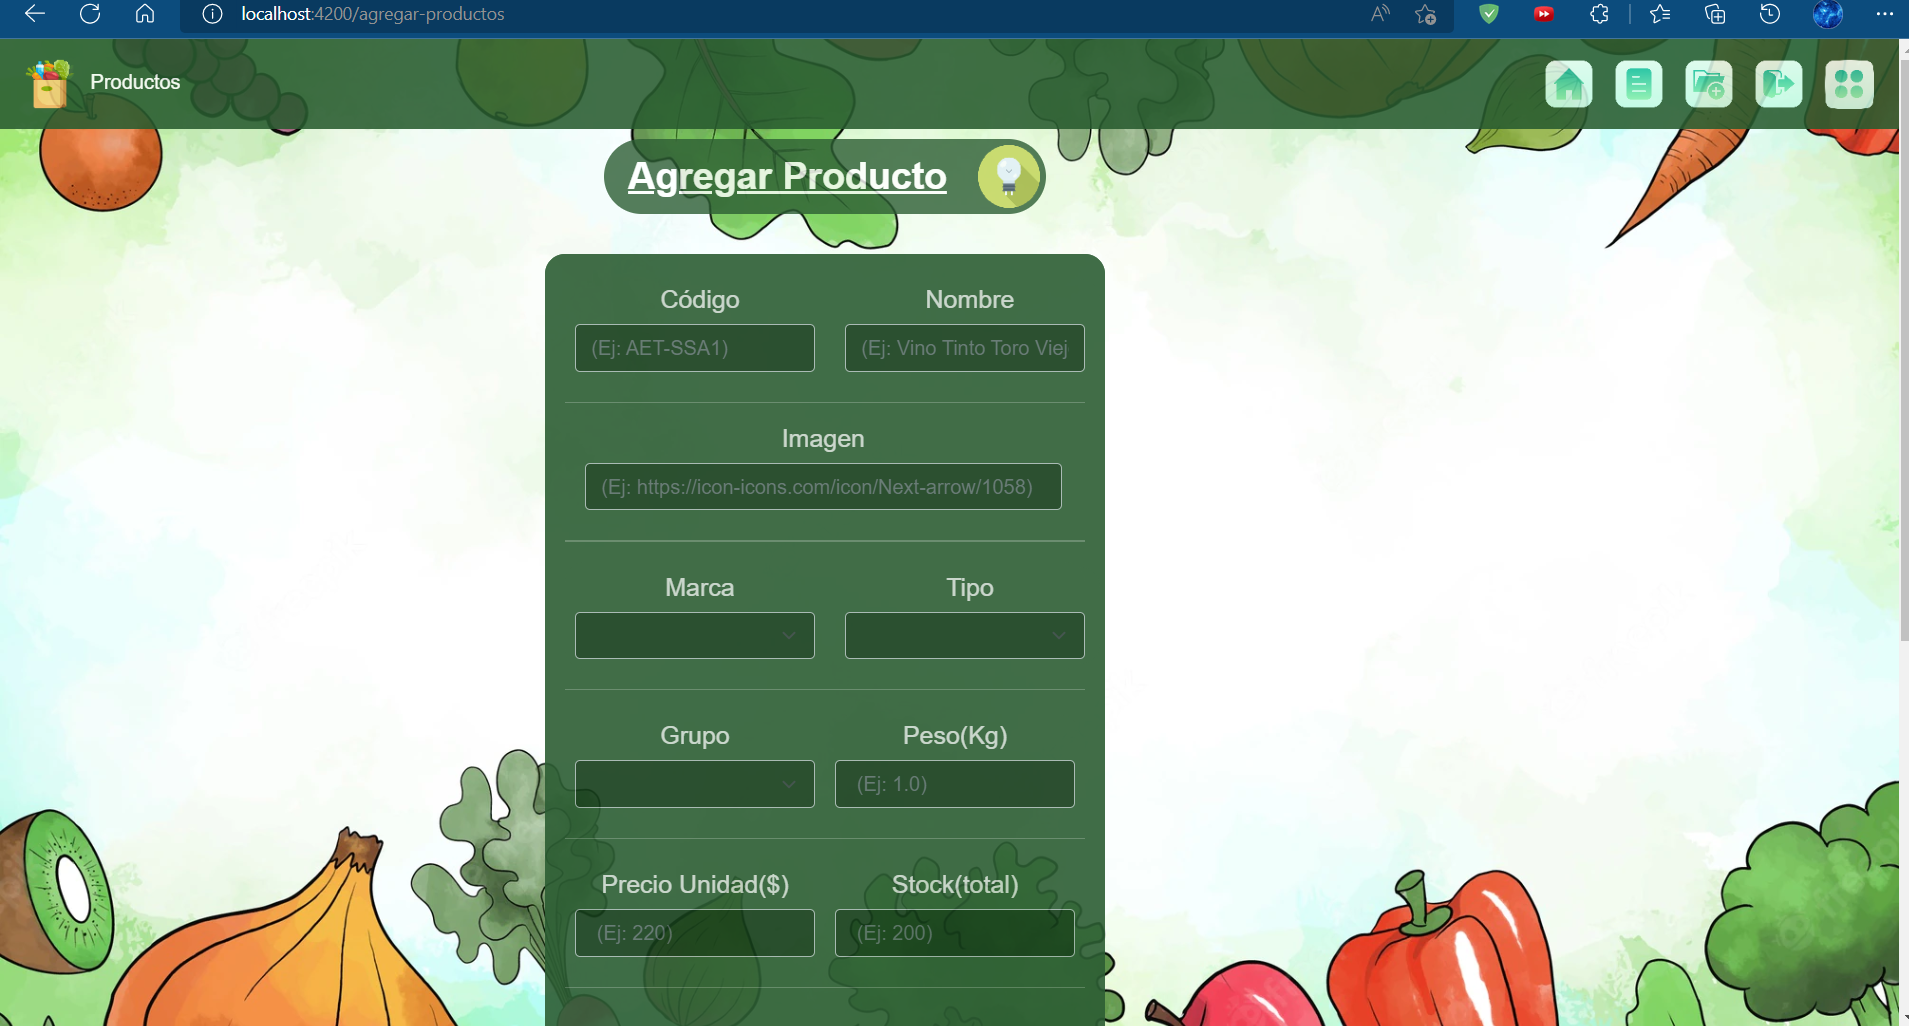 localhost:4200/agregar-productos
Productos
Agregar Producto
Código Nombre
(Ej: AET-SSA1) (Ej: Vino Tinto Toro Viej
Imagen
(Ej: https://icon-icons.com/icon/Next-arrow/1058)
Marca Tipo
Grupo Peso(Kg)
(Ej: 1.0)
Precio Unidad($) Stock(total)
(Ej: 220) (Ej: 200)